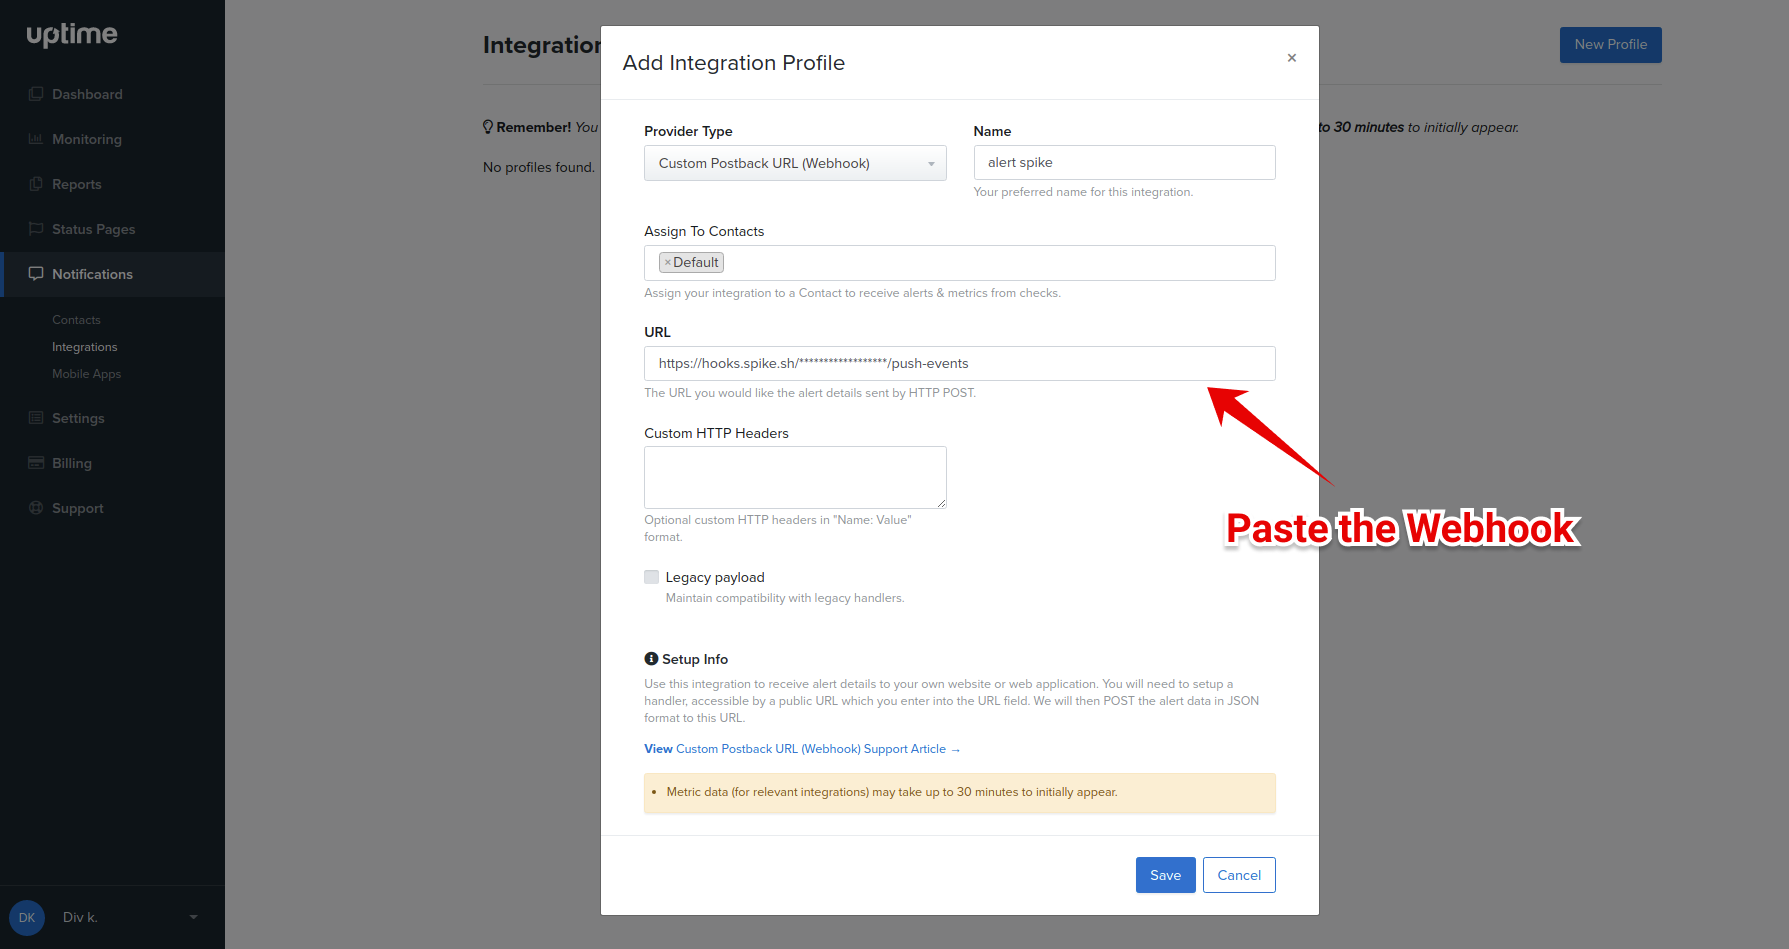 uptime
Dashboard
Monitoring
Reports
Status Pages
Notifications
Contacts
Integrations
Mobile Apps
Settings
Billing
Support
DK
Div k.
Integration
New Profile
Remember! You
to 30 minutes to initially appear.
No profiles found.
Add Integration Profile
×
Provider Type
Custom Postback URL (Webhook)
Name
alert spike
Your preferred name for this integration.
Assign To Contacts
×Default
Assign your integration to a Contact to receive alerts & metrics from checks.
URL
https://hooks.spike.sh/******************/push-events
The URL you would like the alert details sent by HTTP POST.
Custom HTTP Headers
Optional custom HTTP headers in "Name: Value"
format.
Legacy payload
Maintain compatibility with legacy handlers.
Setup Info
Use this integration to receive alert details to your own website or web application. You will need to setup a
handler, accessible by a public URL which you enter into the URL field. We will then POST the alert data in JSON
format to this URL.
View Custom Postback URL (Webhook) Support Article →
• Metric data (for relevant integrations) may take up to 30 minutes to initially appear.
Save
Cancel
Paste the Webhook